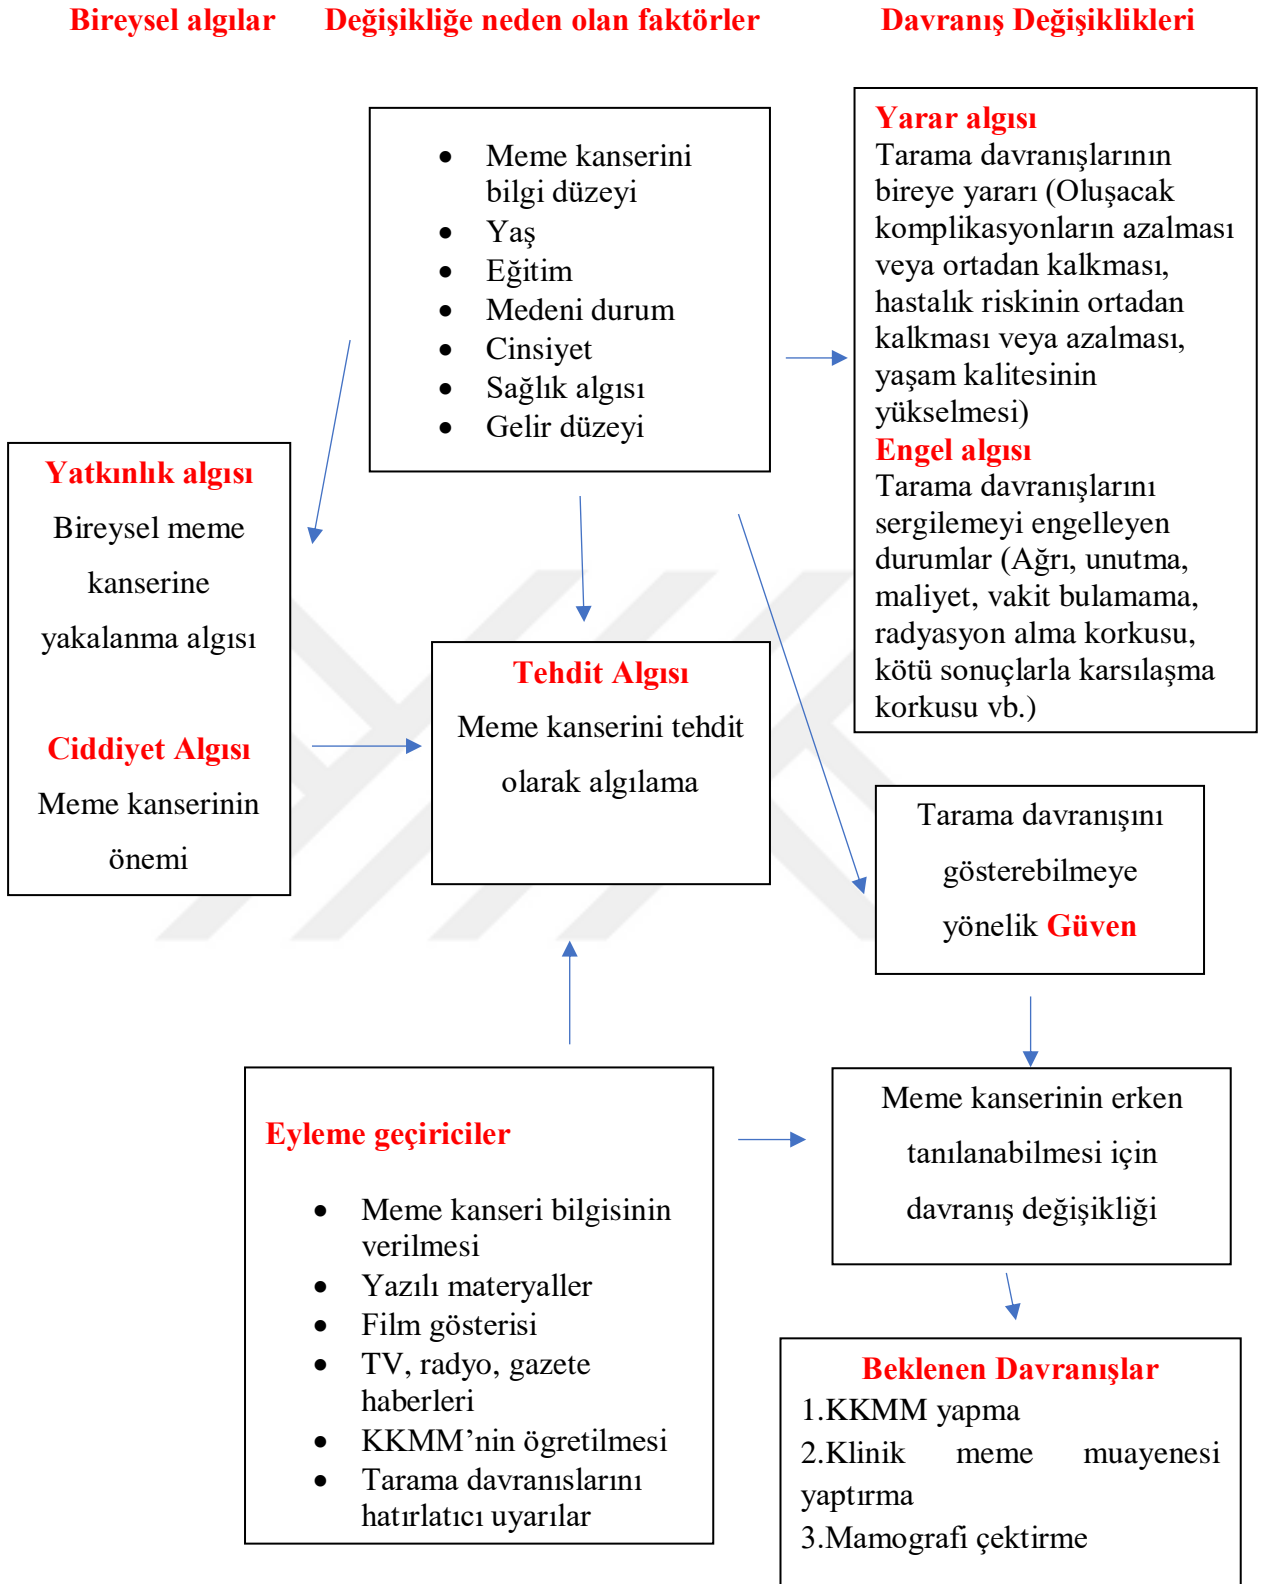 Bireysel algılar Değişikliğe neden olan faktörler Davranış Değişiklikleri
• Meme kanserini
bilgi düzeyi
• Yaş
• Eğitim
• Medeni durum
• Cinsiyet
• Sağlık algısı
• Gelir düzeyi
Yarar algısı
Tarama davranışlarının
bireye yararı (Oluşacak
komplikasyonların azalması
veya ortadan kalkması,
hastalık riskinin ortadan
kalkması veya azalması,
yaşam kalitesinin
yükselmesi)
Engel algısı
Tarama davranışlarını
sergilemeyi engelleyen
durumlar (Ağrı, unutma,
maliyet, vakit bulamama,
radyasyon alma korkusu,
kötü sonuçlarla karsılaşma
korkusu vb.)
Yatkınlık algısı
Bireysel meme
kanserine
yakalanma algısı
Ciddiyet Algısı
Meme kanserinin
önemi
Tehdit Algısı
Meme kanserini tehdit
olarak algılama
Tarama davranışını
gösterebilmeye
yönelik Güven
Eyleme geçiriciler
• Meme kanseri bilgisinin
verilmesi
• Yazılı materyaller
• Film gösterisi
• TV, radyo, gazete
haberleri
• KKMM’nin ögretilmesi
• Tarama davranıslarını
hatırlatıcı uyarılar
Meme kanserinin erken
tanılanabilmesi için
davranış değişikliği
Beklenen Davranışlar
1.KKMM yapma
2.Klinik meme muayenesi
yaptırma
3.Mamografi çektirme